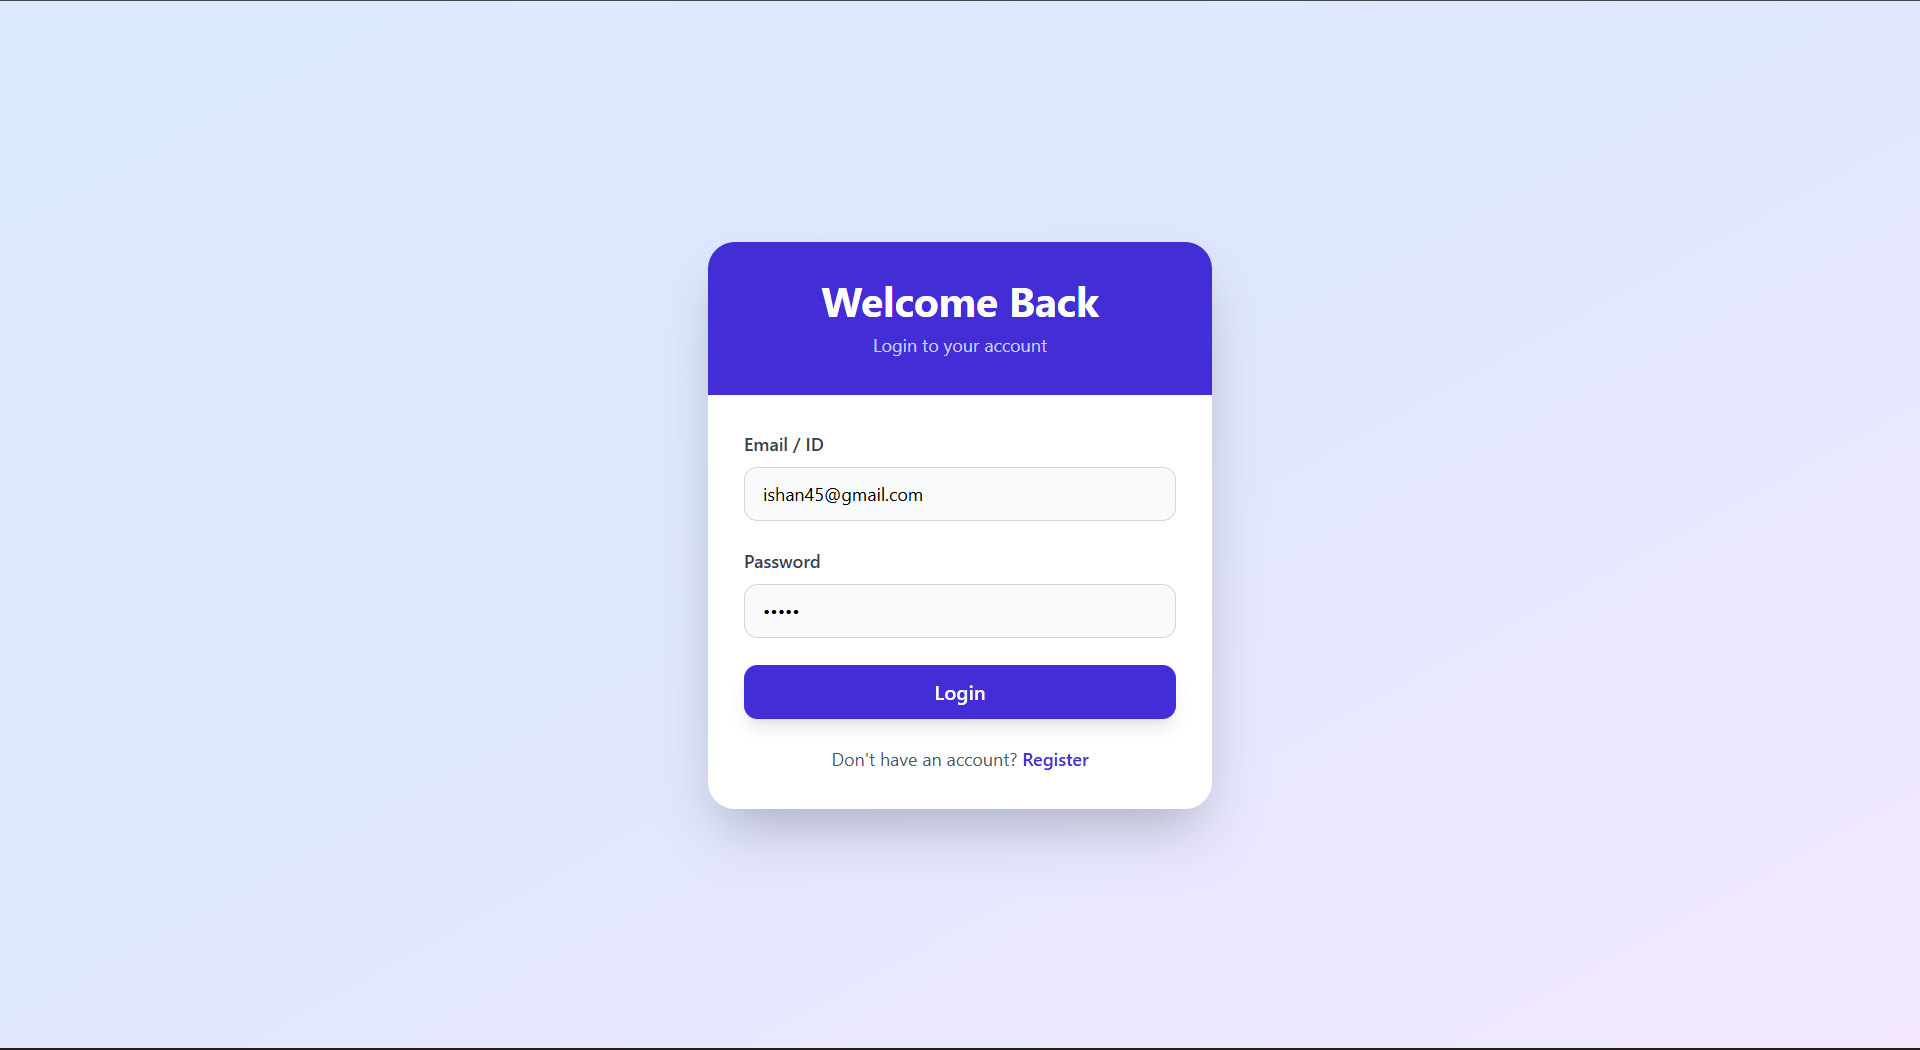 Welcome Back
Login to your account
Email / ID
ishan45@gmail.com
Password
•••••
Login
Don't have an account? Register